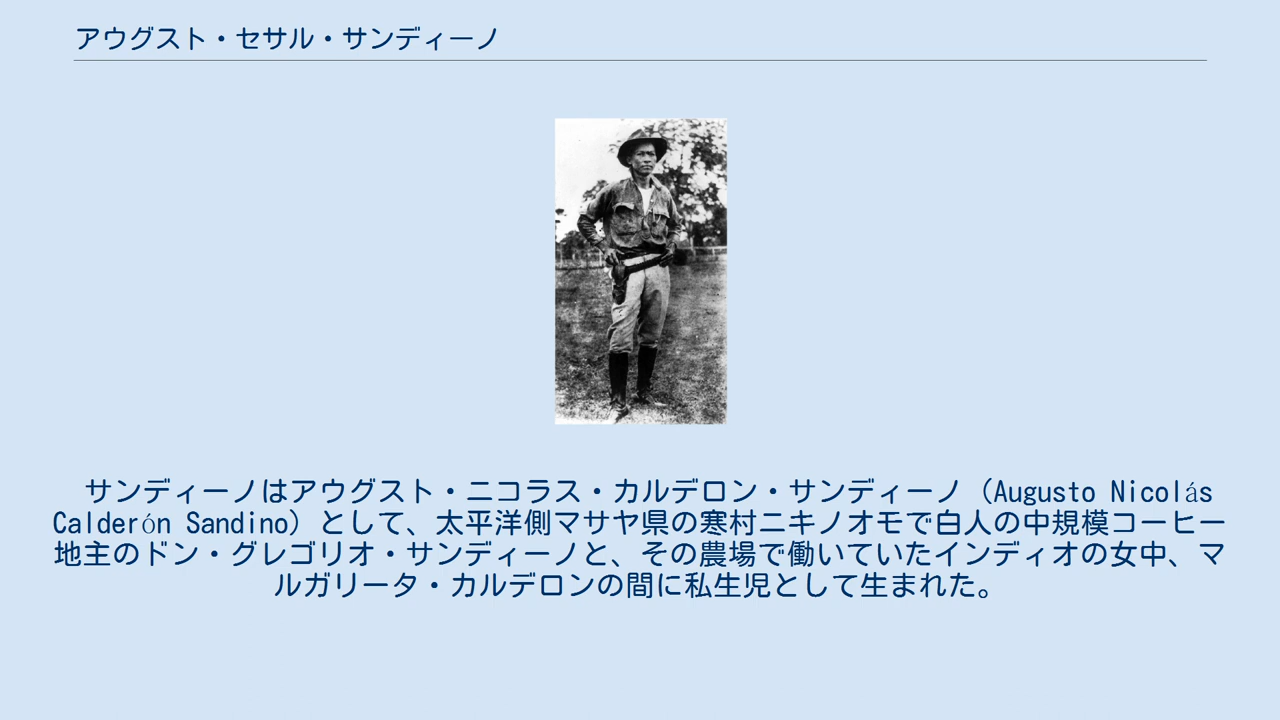 アウグスト・セサル・サンディーノ
サンディーノはアウグスト・ニコラス・カルデロン・サンディーノ（Augusto Nicolás
Calderón Sandino）として、太平洋側マサヤ県の寒村ニキノオモで白人の中規模コーヒー
地主のドン・グレゴリオ・サンディーノと、その農場で働いていたインディオの女中、マ
ルガリータ・カルデロンの間に私生児として生まれた。